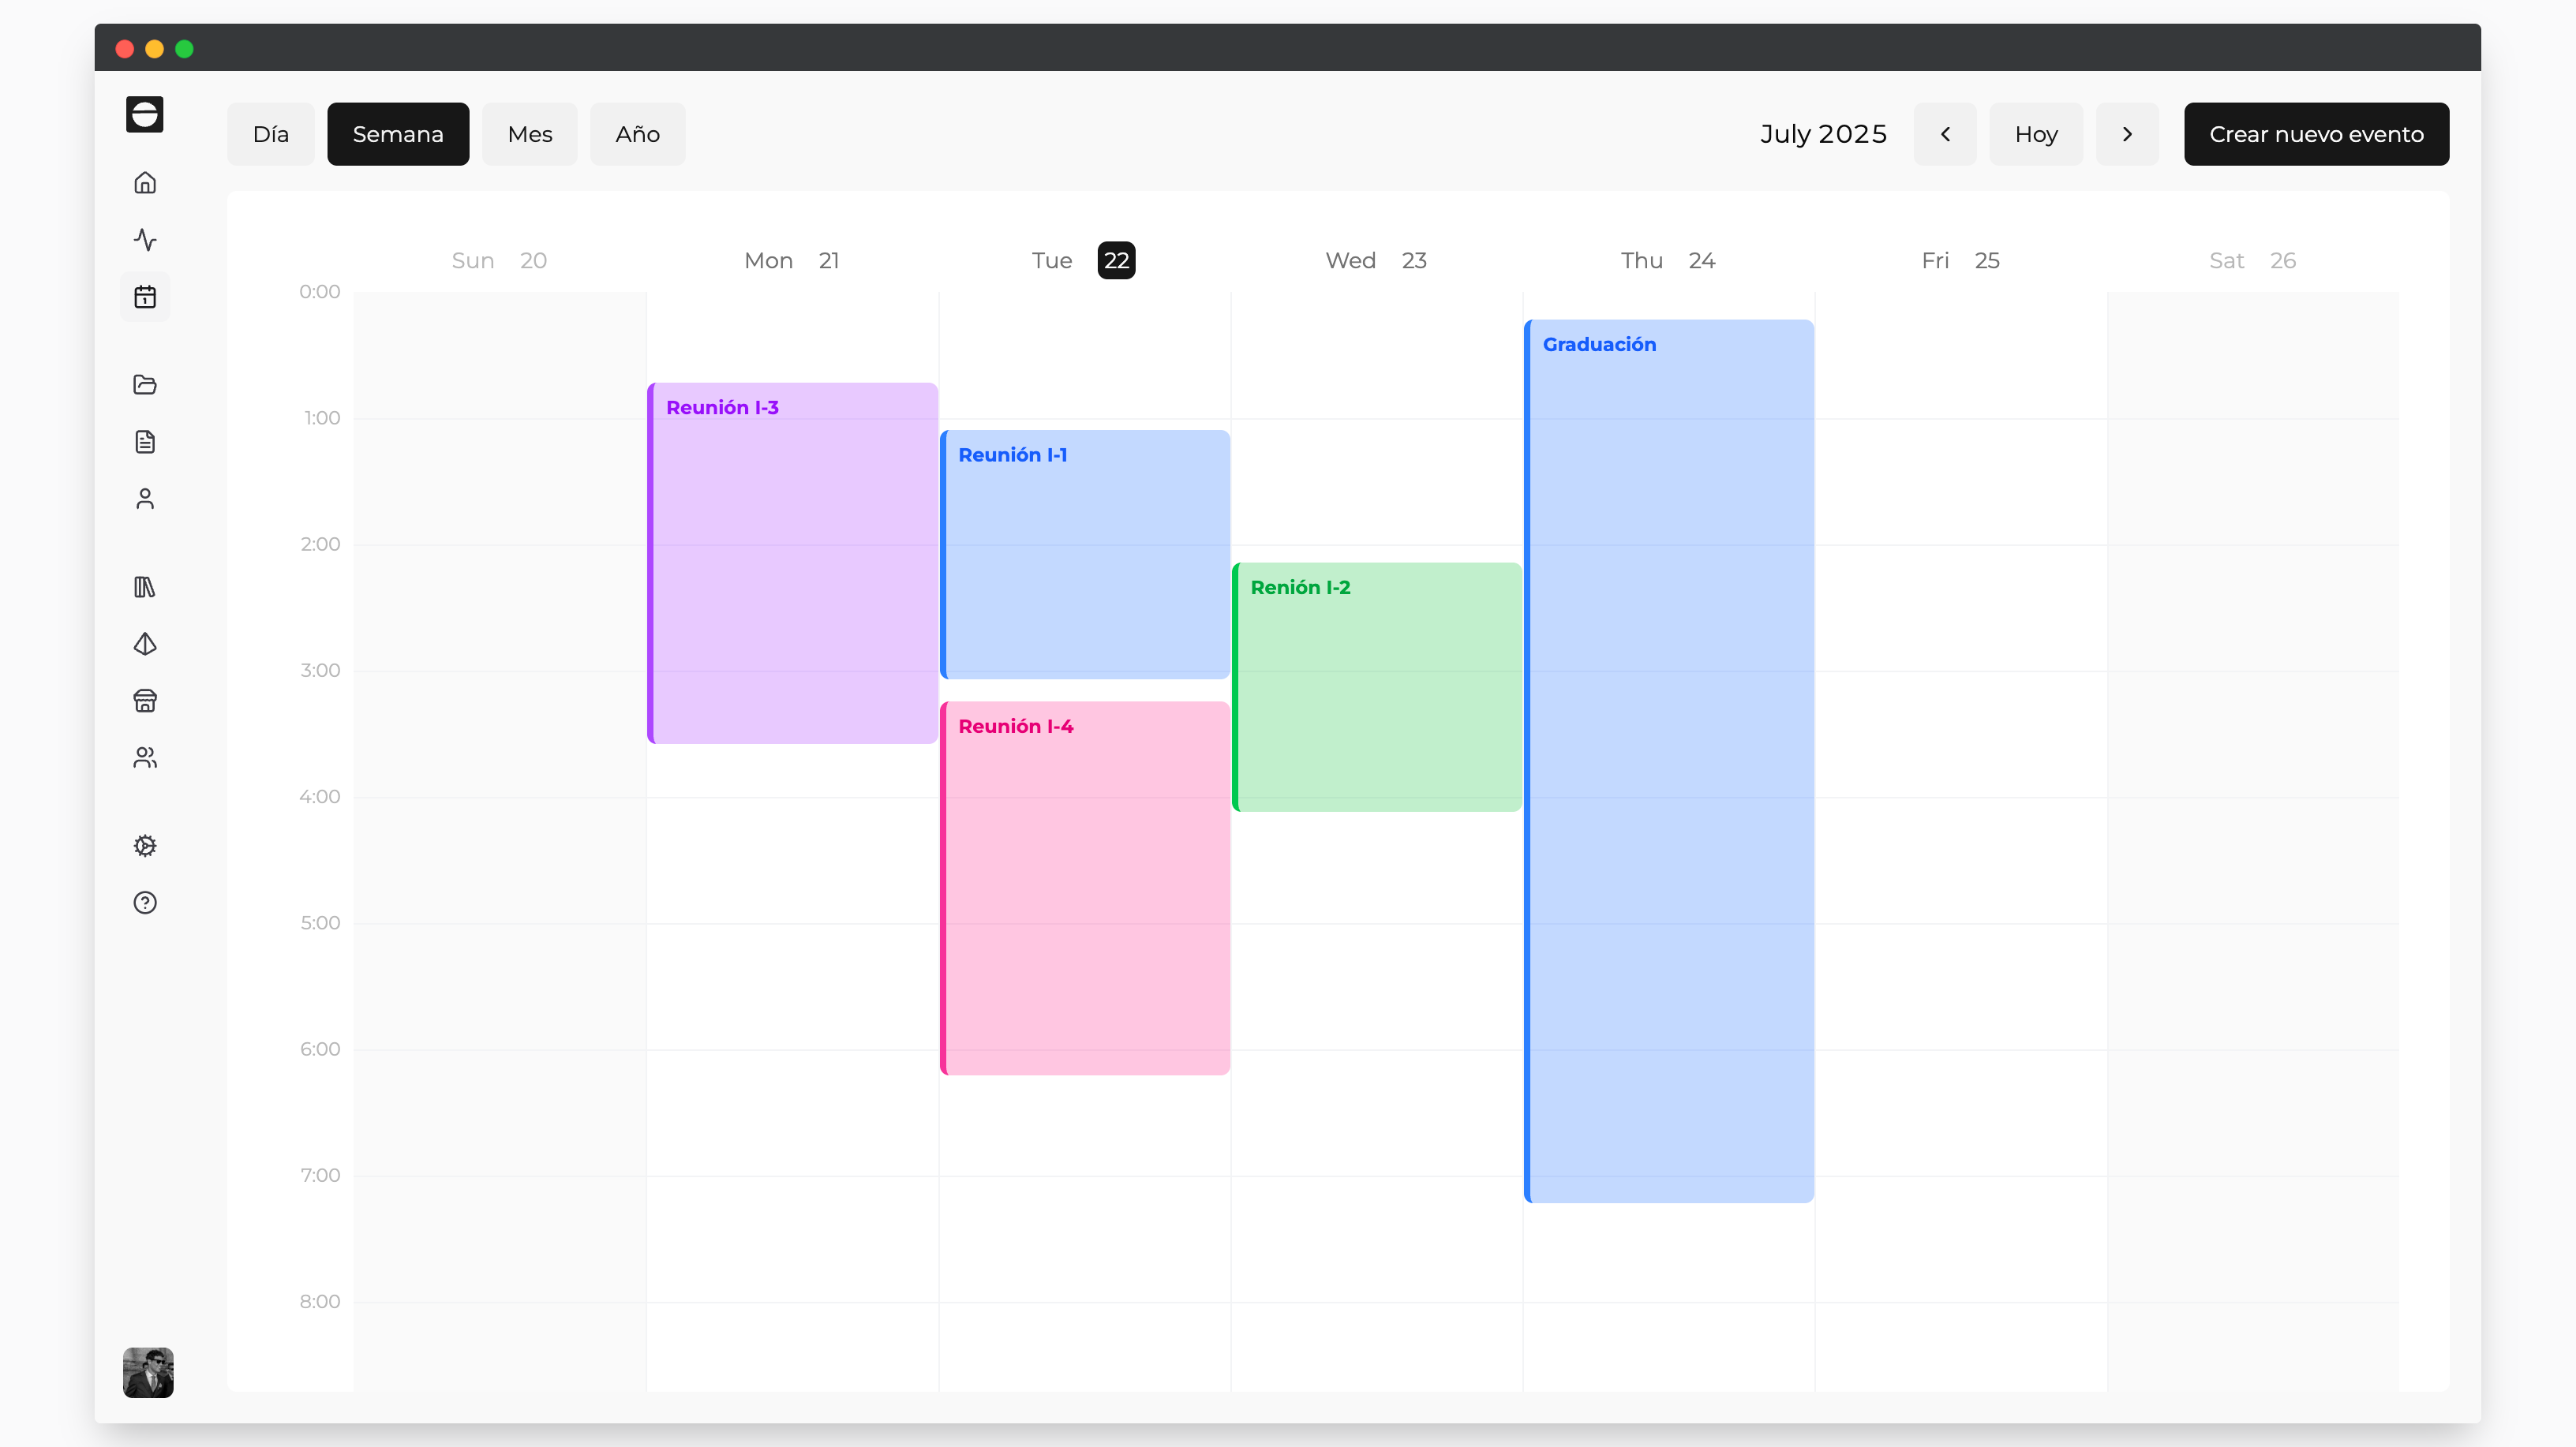 Día Semana Mes Año July 2025 Hoy Crear nuevo evento
Sun 20 Mon 21 Tue 22 Wed 23 Thu 24 Fri 25 Sat 26
0:00
Graduación
Reunión I-3
1:00
Reunión I-1
2:00
Renión I-2
3:00
Reunión I-4
4:00
5:00
6:00
7:00
8:00